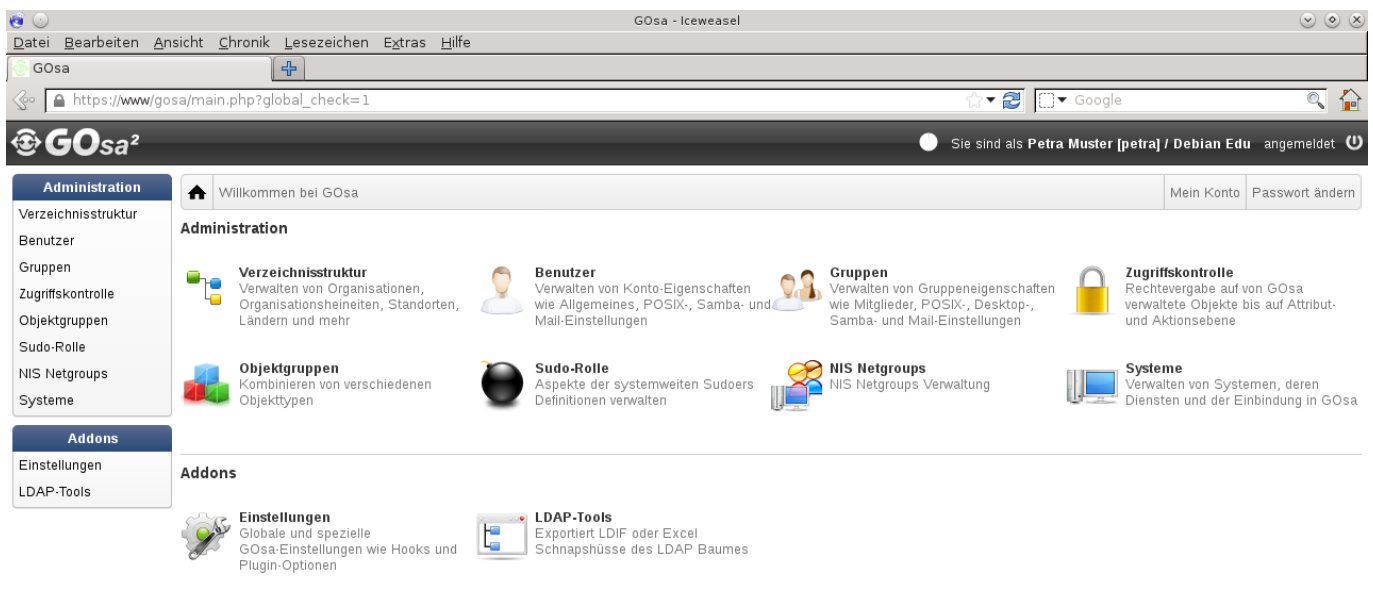 GOsa - Iceweasel
Datei Bearbeiten Ansicht Chronik Lesezeichen Extras Hilfe
GOsa
https://www/gosa/main.php?global_check=1
Google
GOsa²
Sie sind als Petra Muster [petra] / Debian Edu angemeldet
Administration
Verzeichnisstruktur
Benutzer
Gruppen
Zugriffskontrolle
Objektgruppen
Sudo-Rolle
NIS Netgroups
Systeme
Addons
Einstellungen
LDAP-Tools
Willkommen bei GOsa
Mein Konto
Passwort ändern
Administration
Verzeichnisstruktur
Verwalten von Organisationen,
Organisationsheineiten, Standorten,
Ländern und mehr
Benutzer
Verwalten von Konto-Eigenschaften
wie Allgemeines, POSIX-, Samba- und
Mail-Einstellungen
Gruppen
Verwalten von Gruppeneigenschaften
wie Mitglieder, POSIX-, Desktop-,
Samba- und Mail-Einstellungen
Zugriffskontrolle
Rechtevergabe auf von GOsa
verwaltete Objekte bis auf Attribut-
und Aktionsebene
Objektgruppen
Kombinieren von verschiedenen
Objekttypen
Sudo-Rolle
Aspekte der systemweiten Sudoers
Definitionen verwalten
NIS Netgroups
NIS Netgroups Verwaltung
Systeme
Verwalten von Systemen, deren
Diensten und der Einbindung in GOsa
Addons
Einstellungen
Globale und spezielle
GOsa-Einstellungen wie Hooks und
Plugin-Optionen
LDAP-Tools
Exportiert LDIF oder Excel
Schnapshüsse des LDAP Baumes